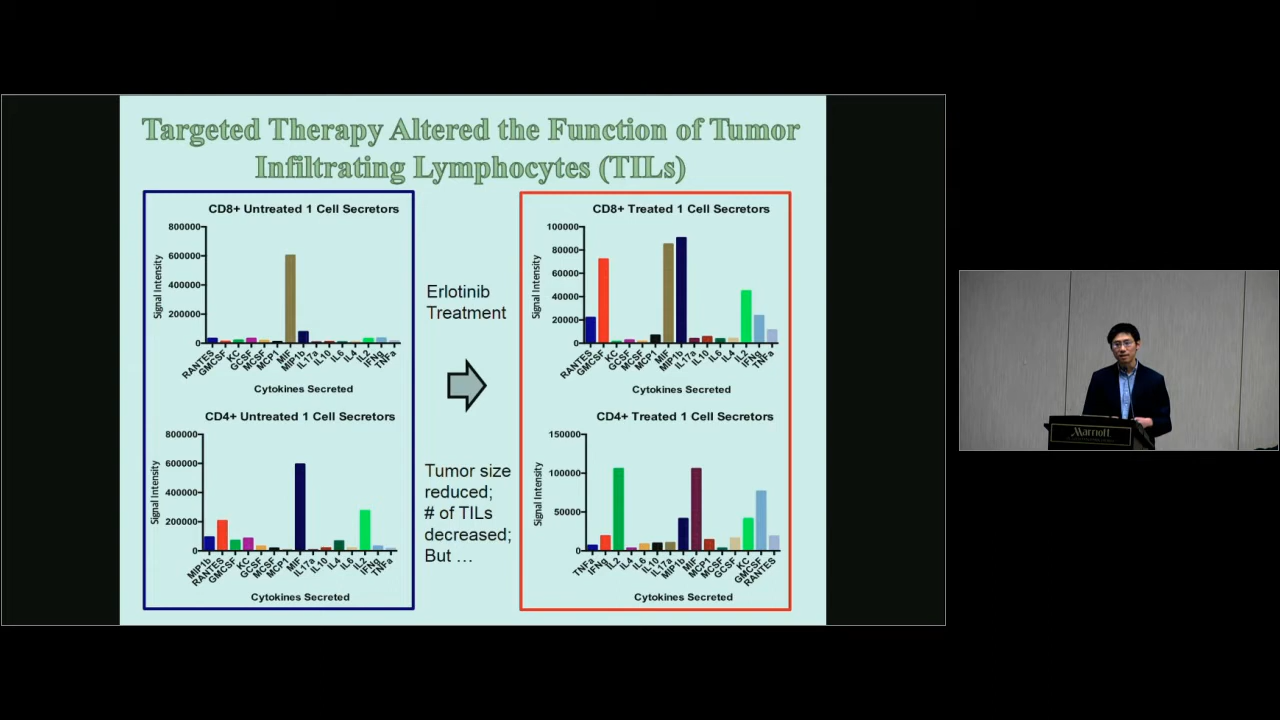 Targeted Therapy Altered the Function of Tumor
Infiltrating Lymphocytes (TILs)
CD8+ Untreated 1 Cell Secretors
800000
600000
400000
200000
0
Signal Intensity
RANTES
GMCSF
KC
GCSF
MCSF
MCP1
MIF
MIP1b
IL17a
IL10
IL6
IL4
IL2
IFNg
TNFa
Cytokines Secreted
Erlotinib
Treatment
CD8+ Treated 1 Cell Secretors
100000
80000
60000
40000
20000
0
Signal Intensity
RANTES
GMCSF
KC
GCSF
MCSF
MCP1
MIF
MIP1b
IL17a
IL10
IL6
IL4
IL2
IFNg
TNFa
Cytokines Secreted
CD4+ Untreated 1 Cell Secretors
800000
600000
400000
200000
0
Signal Intensity
MIP1b
RANTES
GMCSF
KC
GCSF
MCSF
MCP1
MIF
IL17a
IL10
IL4
IL6
IL2
IFNg
TNFa
Cytokines Secreted
Tumor size
reduced;
# of TILs
decreased;
But …
CD4+ Treated 1 Cell Secretors
150000
100000
50000
0
Signal Intensity
TNFa
IFNg
IL2
IL4
IL6
IL10
IL17a
MIP1b
MIF
MCP1
MCSF
GCSF
KC
GMCSF
RANTES
Cytokines Secreted
Marriott